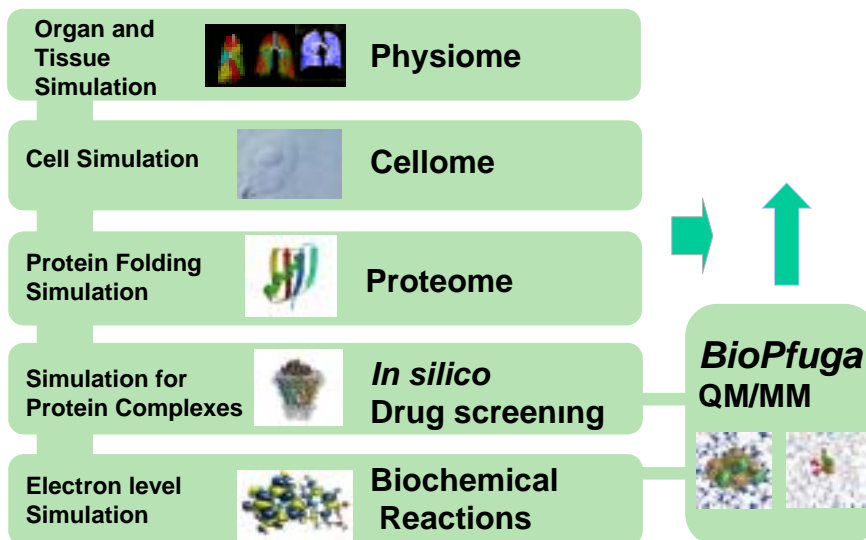 Organ and
Tissue
Simulation
Physiome
Cell Simulation
Cellome
Protein Folding
Simulation
Proteome
Simulation for
Protein Complexes
In silico
Drug screening
Electron level
Simulation
Biochemical
Reactions
BioPfuga
QM/MM